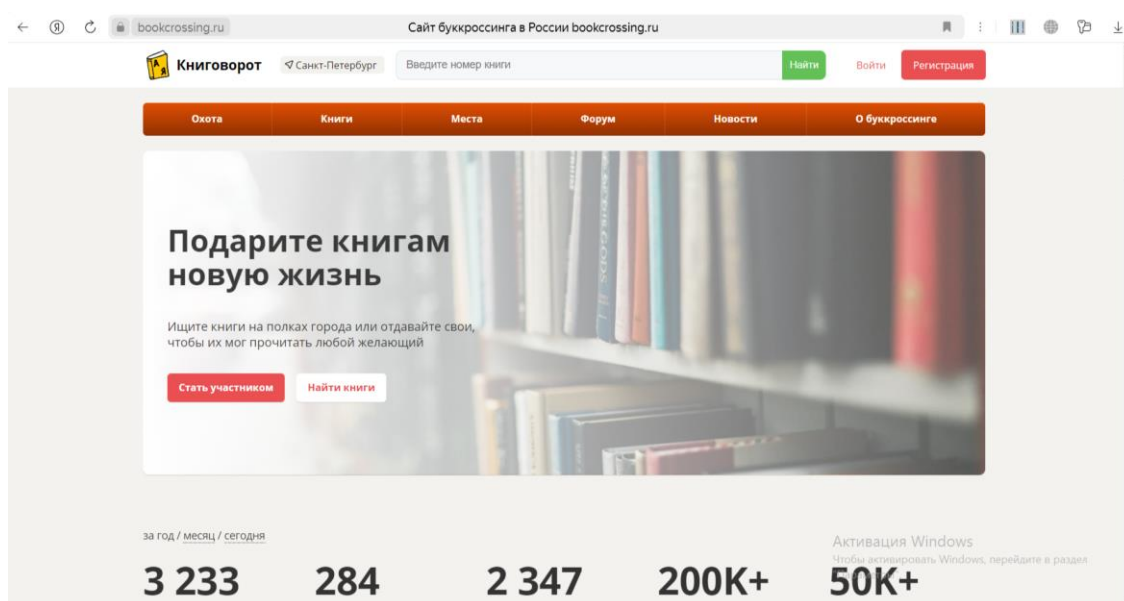 bookcrossing.ru
Сайт буккроссинга в России bookcrossing.ru
Книговорот
Санкт-Петербург
Введите номер книги
Найти
Войти
Регистрация
Охота
Книги
Места
Форум
Новости
О буккроссинге
Подарите книгам
новую жизнь
Ищите книги на полках города или отдавайте свои,
чтобы их мог прочитать любой желающий
Стать участником
Найти книги
за год / месяц / сегодня
Активация Windows
Чтобы активировать Windows, перейдите в раздел
3 233
284
2 347
200K+
50K+